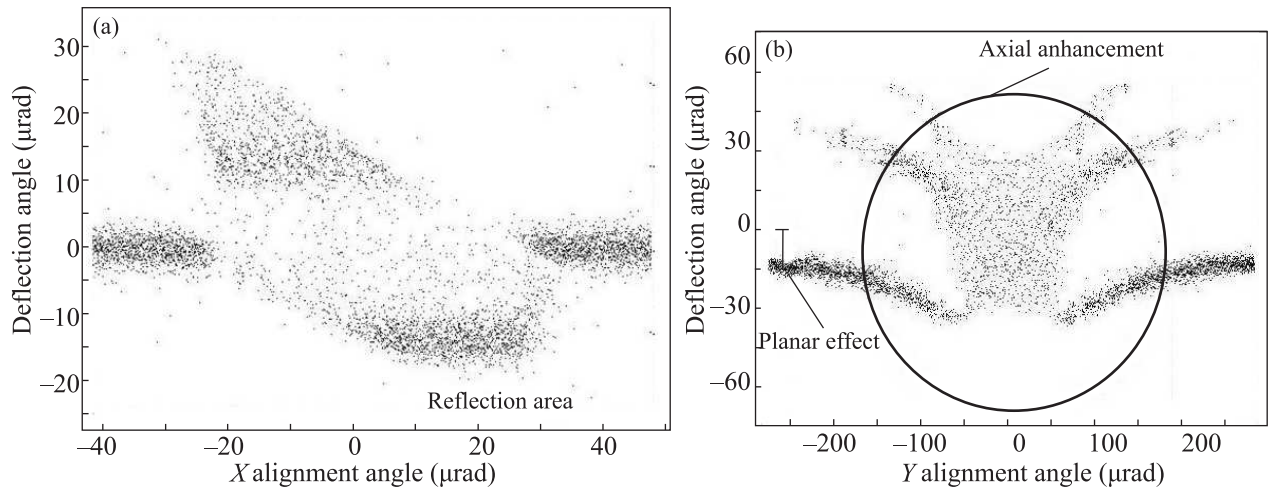 (a)
30
20
10
0
–10
–20
Deflection angle (μrad)
Reflection area
–40
–20
0
20
40
X alignment angle (μrad)
(b)
Axial anhancement
60
30
0
–30
–60
Deflection angle (μrad)
Planar effect
–200
–100
0
100
200
Y alignment angle (μrad)